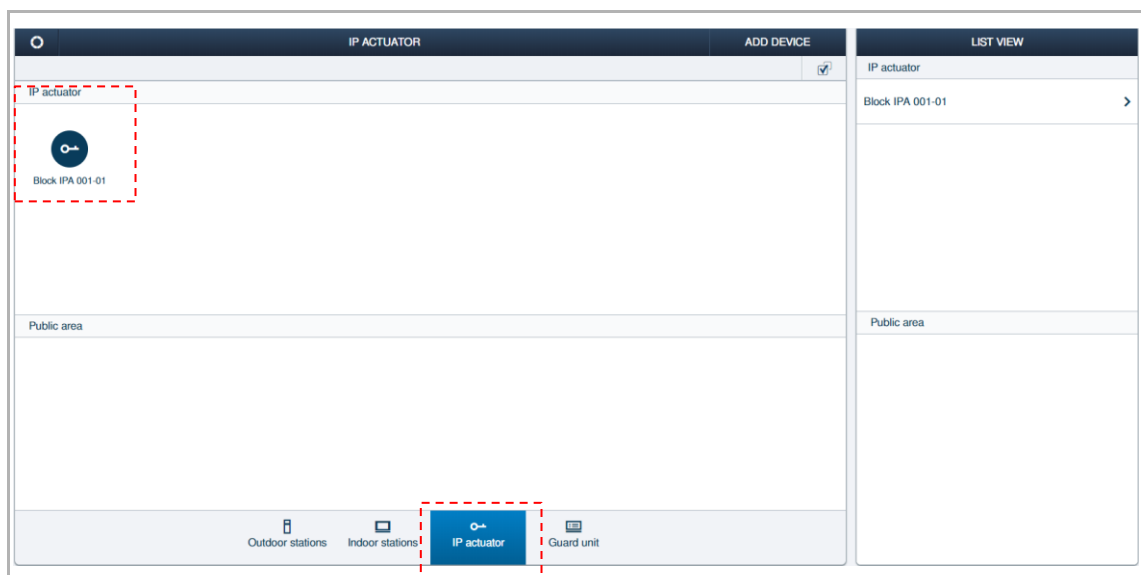 IP ACTUATOR
ADD DEVICE
IP actuator
Block IPA 001-01
Public area
Outdoor stations
Indoor stations
IP actuator
Guard unit
LIST VIEW
IP actuator
Block IPA 001-01
Public area